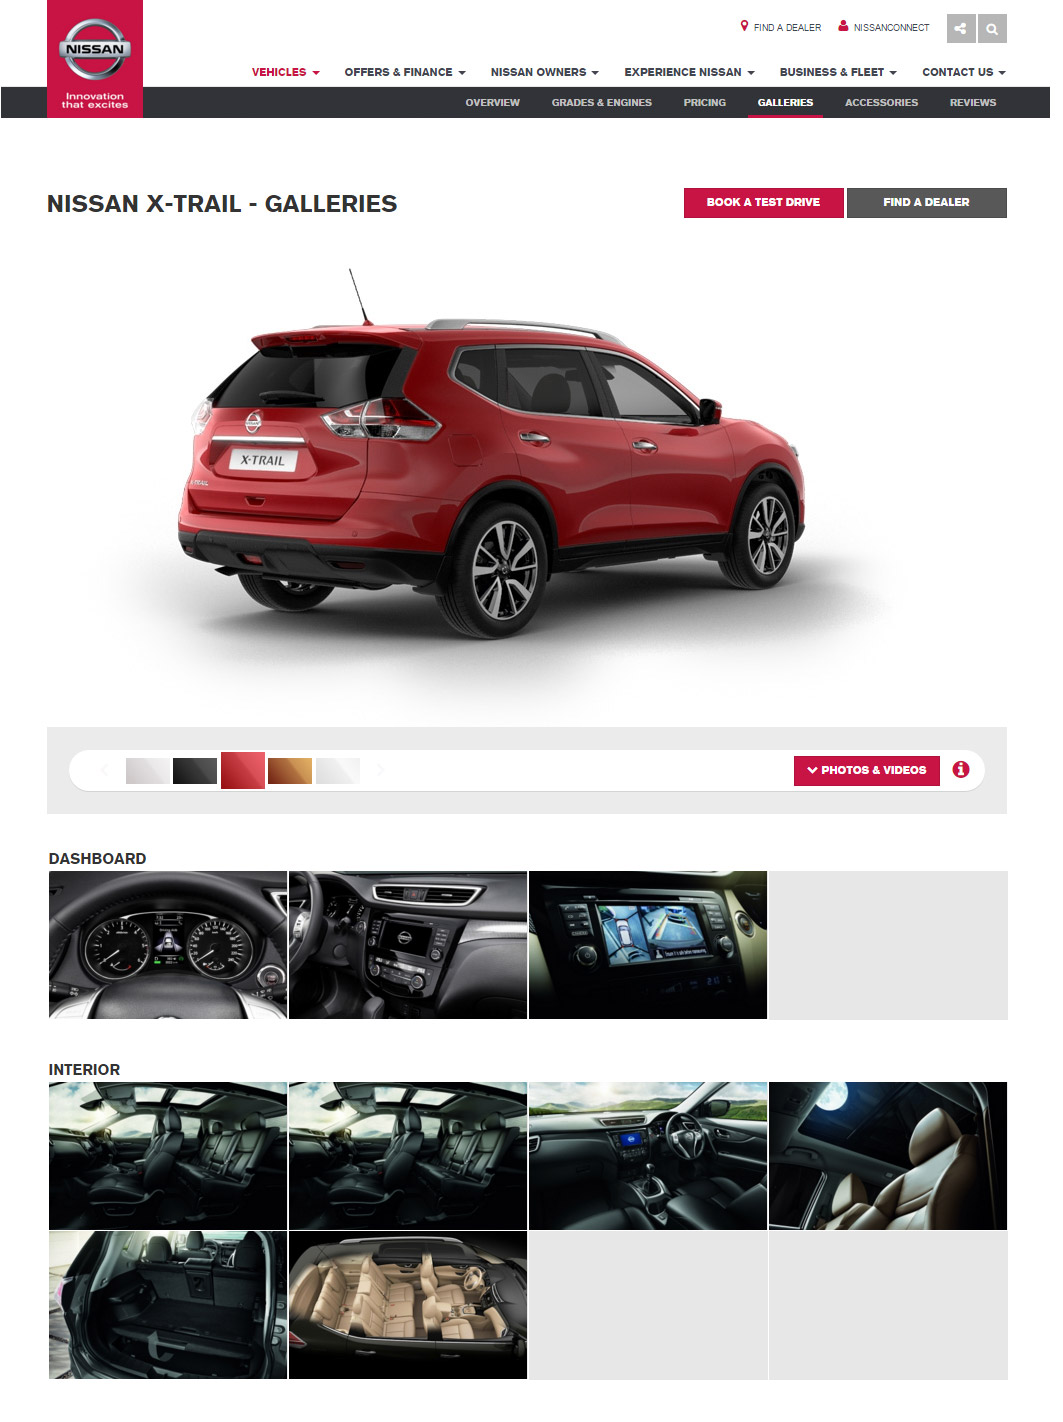 NISSAN
Innovation
that excites
FIND A DEALER
NISSANCONNECT
VEHICLES
OFFERS & FINANCE
NISSAN OWNERS
EXPERIENCE NISSAN
BUSINESS & FLEET
CONTACT US
OVERVIEW
GRADES & ENGINES
PRICING
GALLERIES
ACCESSORIES
REVIEWS
NISSAN X-TRAIL - GALLERIES
BOOK A TEST DRIVE
FIND A DEALER
X-TRAIL
X-TRAIL
PHOTOS & VIDEOS
DASHBOARD
INTERIOR